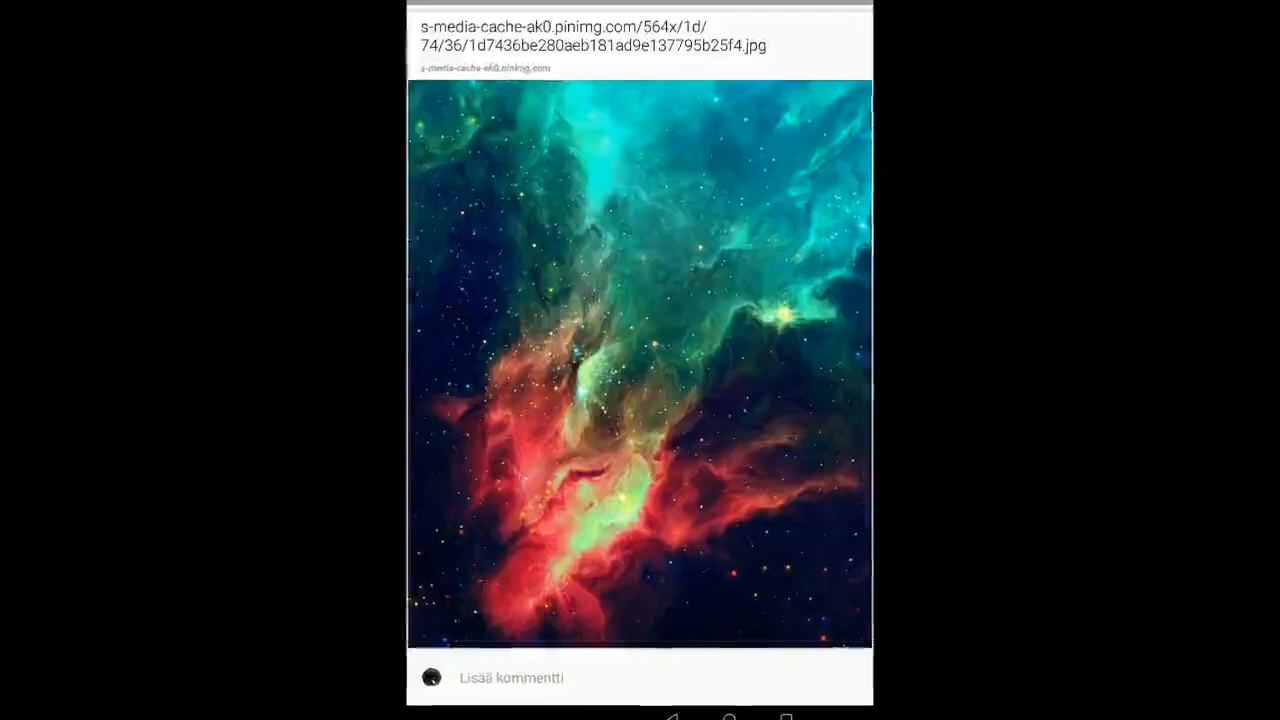 s-media-cache-ak0.pinimg.com/564x/1d/
74/36/1d7436be280aeb181ad9e137795b25f4.jpg
s-media-cache-ak0.pinimg.com
Lisää kommentti